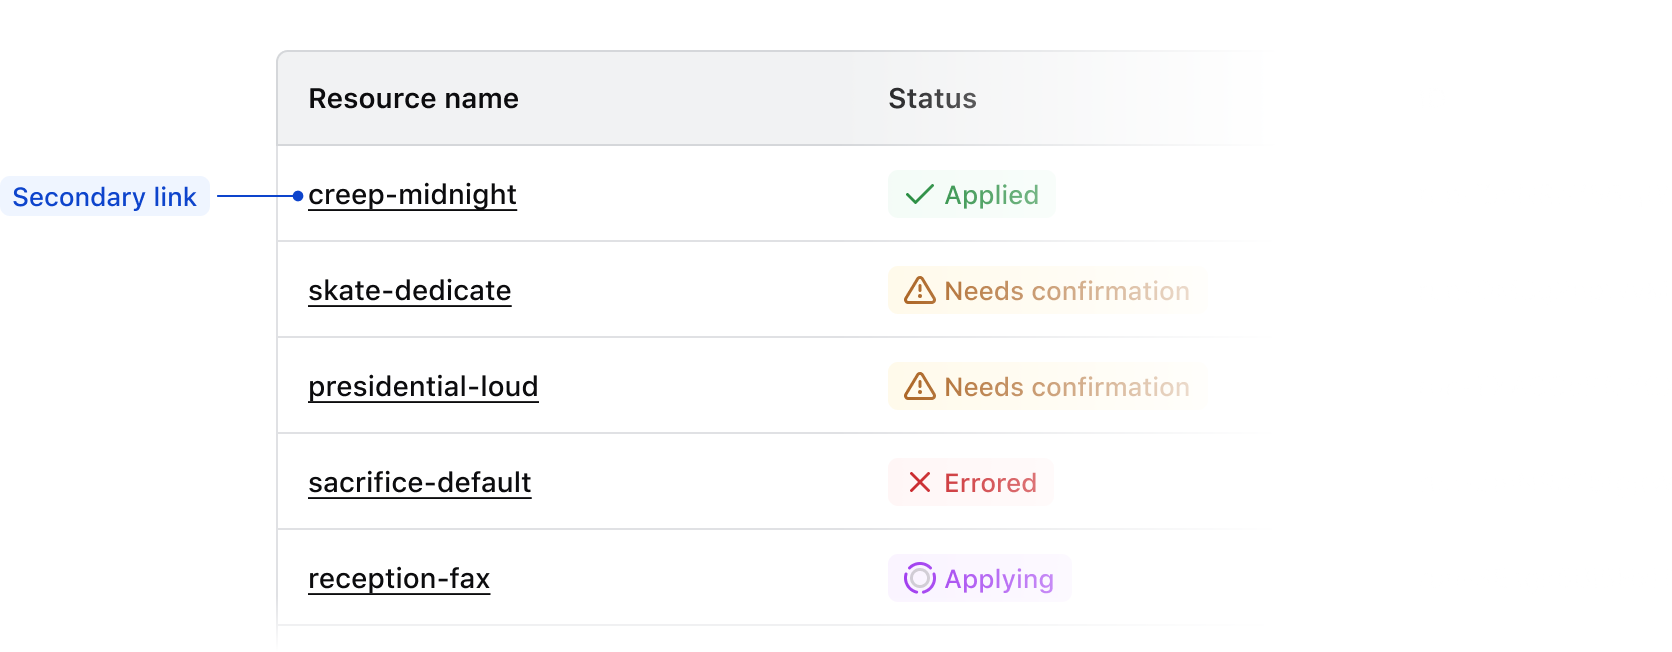 Resource name Status
Secondary link creep-midnight Applied
skate-dedicate Needs confirmation
presidential-loud Needs confirmation
sacrifice-default Errored
reception-fax Applying